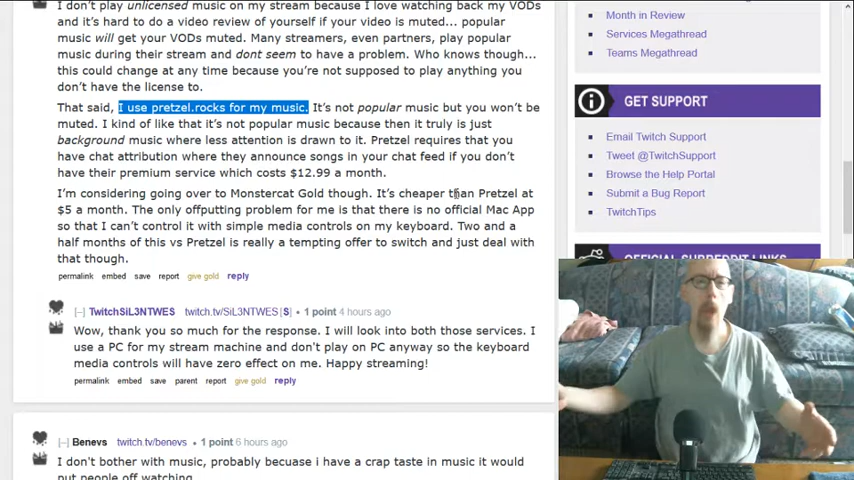 I don't play unlicensed music on my stream because I love watching back my VODs
and it's hard to do a video review of yourself if your video is muted... popular
music will get your VODs muted. Many streamers, even partners, play popular
music during their stream and dont seem to have a problem. Who knows though...
this could change at any time because you're not supposed to play anything you
don't have the license to.
That said, I use pretzel.rocks for my music. It's not popular music but you won't be
muted. I kind of like that it's not popular music because then it truly is just
background music where less attention is drawn to it. Pretzel requires that you
have chat attribution where they announce songs in your chat feed if you don't
have their premium service which costs $12.99 a month.
I'm considering going over to Monstercat Gold though. It's cheaper than Pretzel at
$5 a month. The only offputting problem for me is that there is no official Mac App
so that I can't control it with simple media controls on my keyboard. Two and a
half months of this vs Pretzel is really a tempting offer to switch and just deal with
that though.
permalink embed save report give gold reply
[–] TwitchSiL3NTWES twitch.tv/SiL3NTWES [S] • 1 point 4 hours ago
Wow, thank you so much for the response. I will look into both those services. I
use a PC for my stream machine and don't play on PC anyway so the keyboard
media controls will have zero effect on me. Happy streaming!
permalink embed save parent report give gold reply
[–] Benevs twitch.tv/benevs • 1 point 6 hours ago
I don't bother with music, probably becuase i have a crap taste in music it would
put people off watching
Month in Review
Services Megathread
Teams Megathread
GET SUPPORT
Email Twitch Support
Tweet @TwitchSupport
Browse the Help Portal
Submit a Bug Report
TwitchTips
OFFICIAL SUBREDDIT LINKS